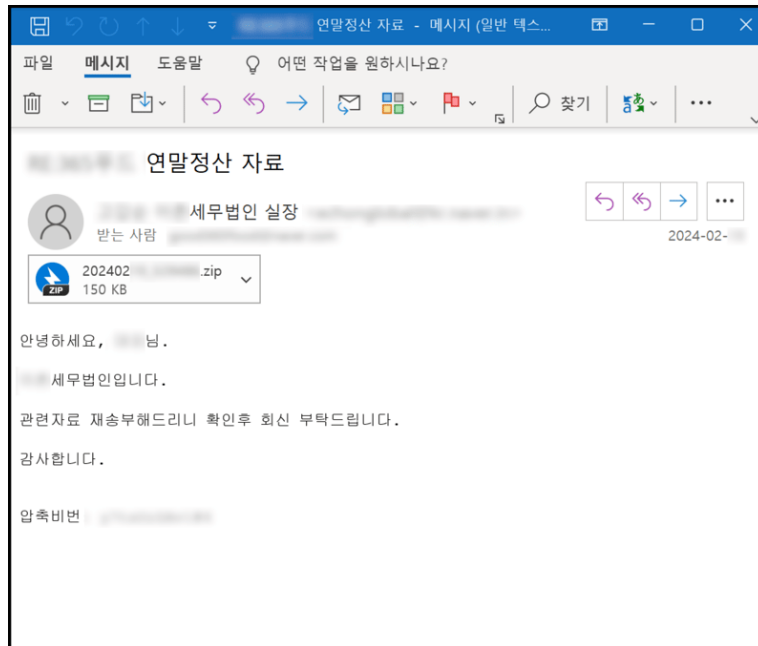 연말정산 자료 - 메시지 (일반 텍스...
파일 메시지 도움말 어떤 작업을 원하시나요?
찾기
연말정산 자료
세무법인 실장
받는 사람
2024-02-
202402 .zip
150 KB
ZIP
안녕하세요, 님.
세무법인입니다.
관련자료 재송부해드리니 확인후 회신 부탁드립니다.
감사합니다.
압축비번